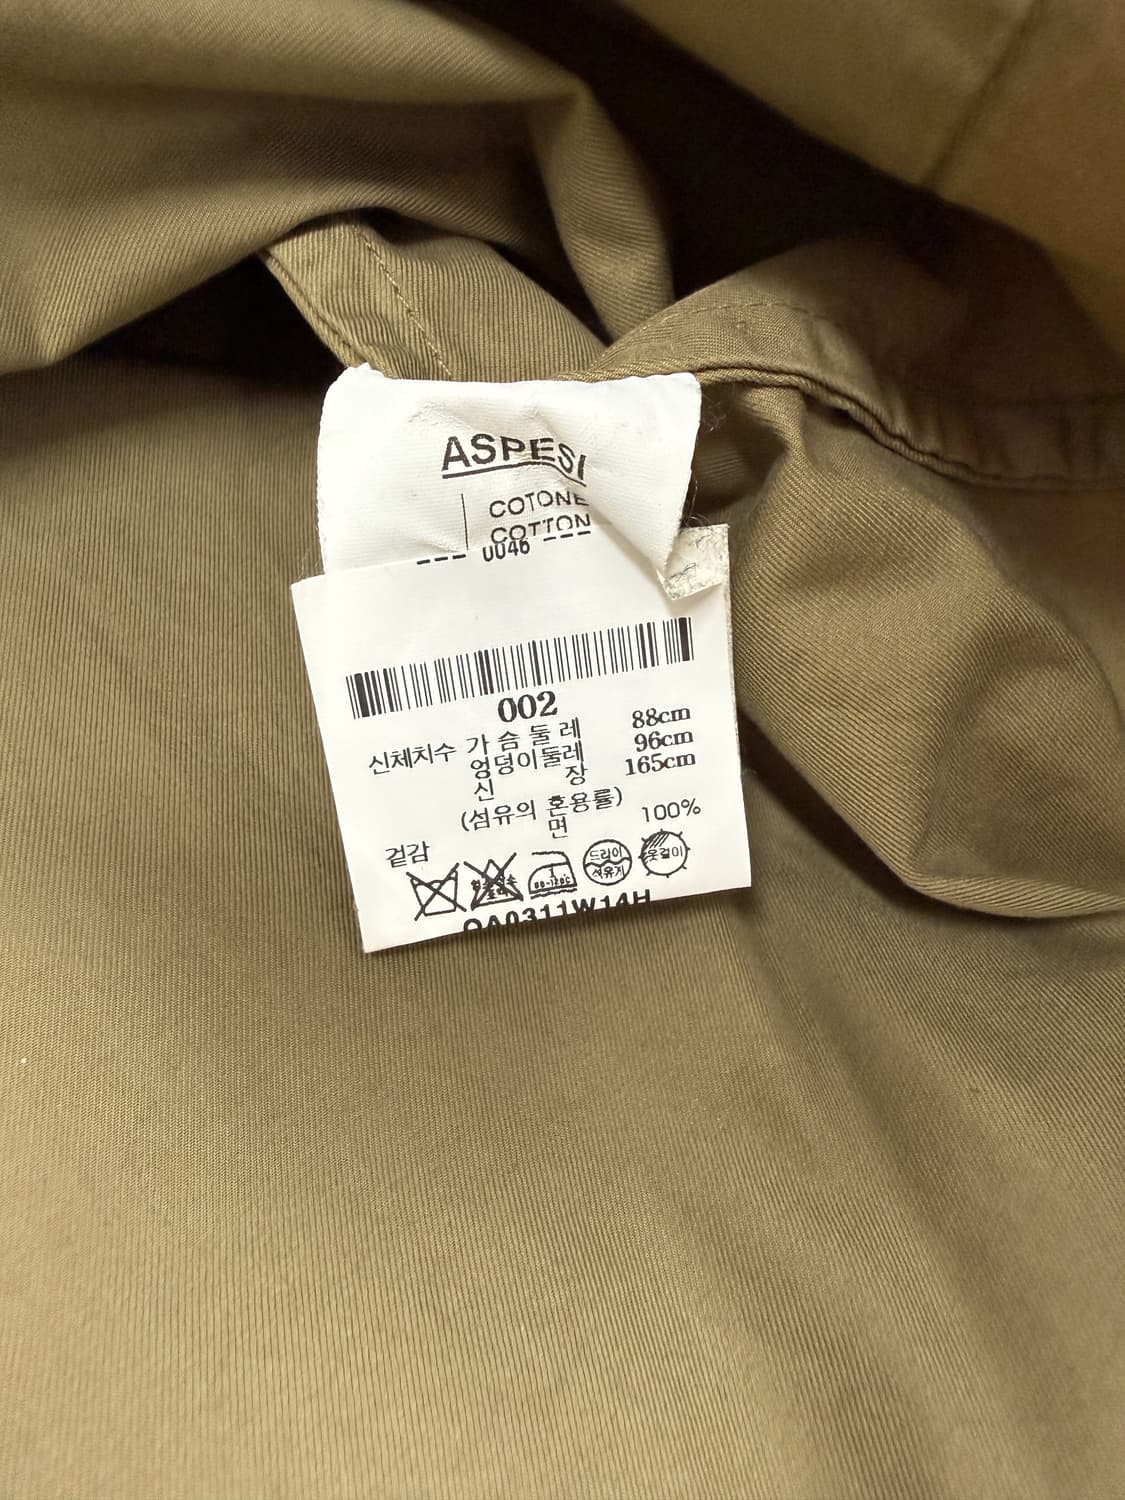 ASPESI
COTONE
COTTON
--- 0046 ---
002
신체치수 가 슴 둘 레 88cm
엉덩이둘레 96cm
신 장 165cm
(섬유의 혼용률)
겉감 면 100%
드라이
석유계
옷걸이
QA0311W14H